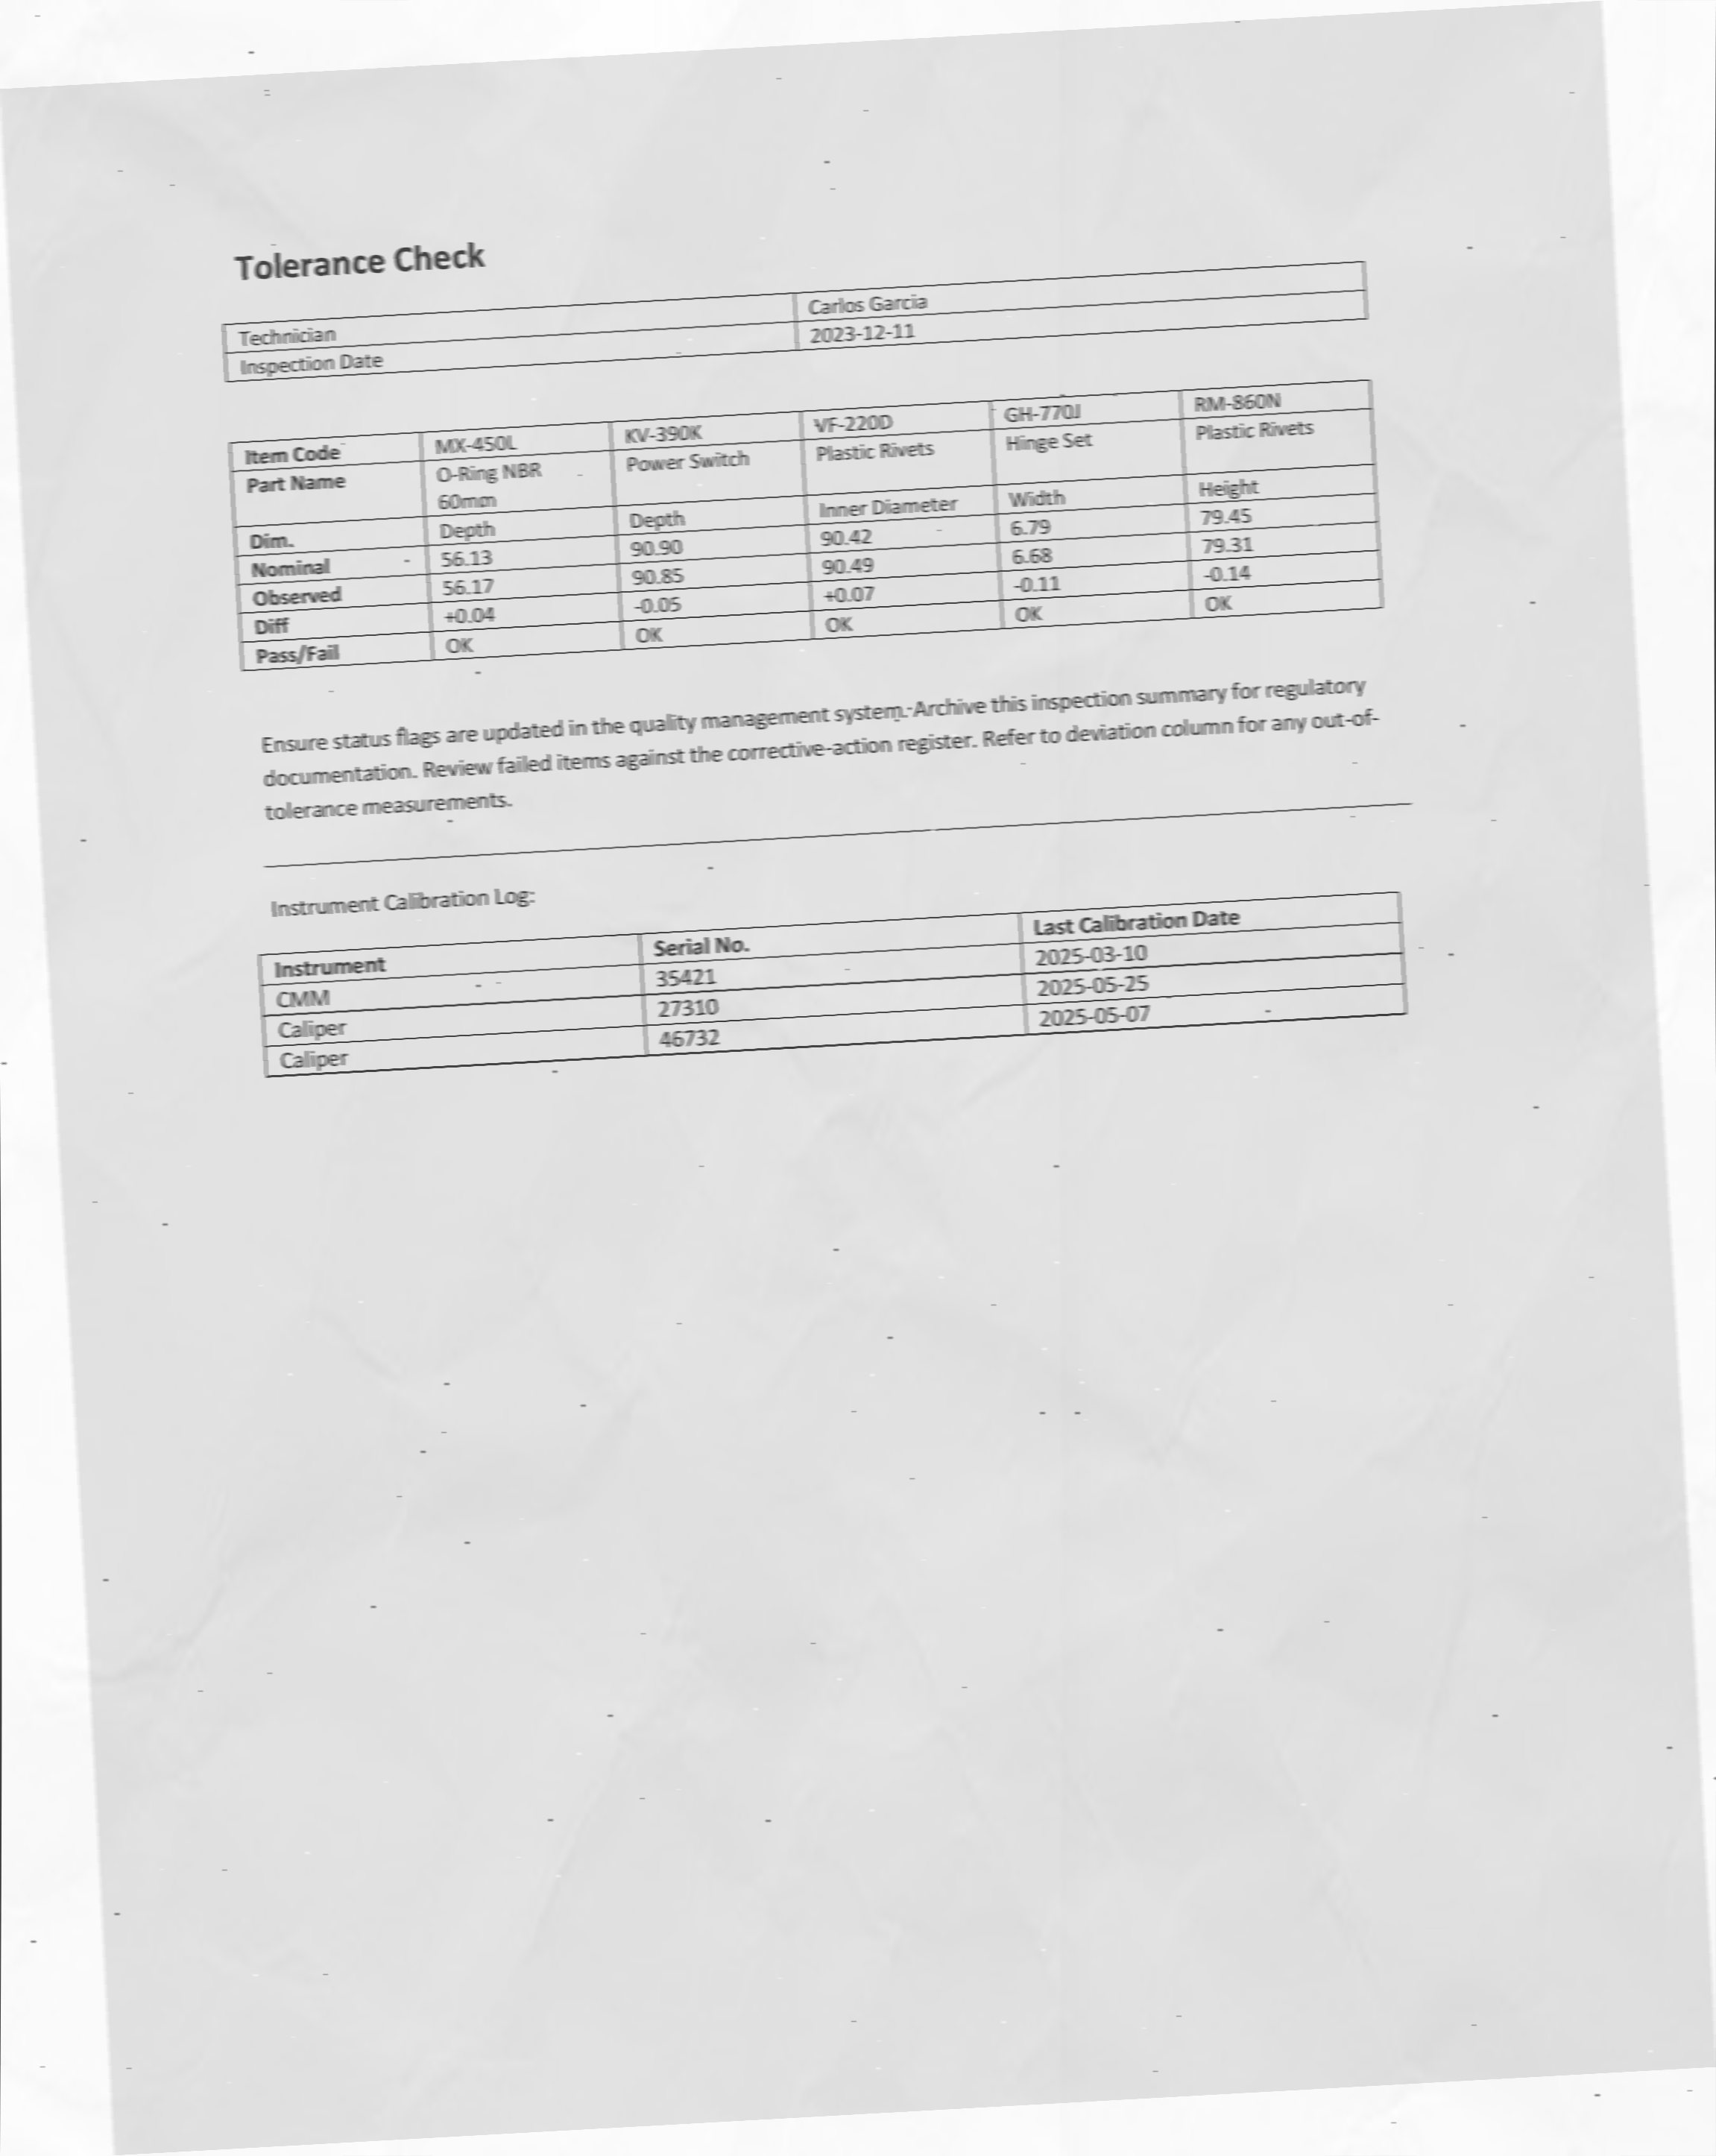 Tolerance Check
Technician Carlos Garcia
Inspection Date 2023-12-11
Item Code MX-450L KV-390K VF-220D GH-770J RM-860N
Part Name O-Ring NBR Power Switch Plastic Rivets Hinge Set Plastic Rivets
60mm
Dim. Depth Depth Inner Diameter Width Height
Nominal 56.13 90.90 90.42 6.79 79.45
Observed 56.17 90.85 90.49 6.68 79.31
Diff +0.04 -0.05 +0.07 -0.11 -0.14
Pass/Fail OK OK OK OK OK
Ensure status flags are updated in the quality management system. Archive this inspection summary for regulatory
documentation. Review failed items against the corrective-action register. Refer to deviation column for any out-of-
tolerance measurements.
Instrument Calibration Log:
Instrument Serial No. Last Calibration Date
CMM 35421 2025-03-10
Caliper 27310 2025-05-25
Caliper 46732 2025-05-07